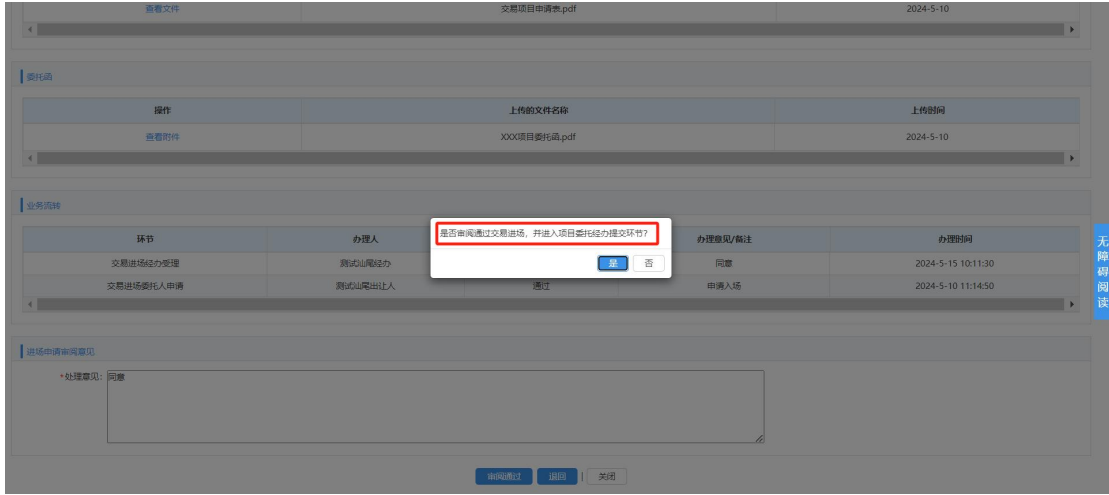 查看文件 交易项目申请表.pdf 2024-5-10
委托函
操作 上传的文件名称 上传时间
查看附件 XXX项目委托函.pdf 2024-5-10
业务流转
环节 办理人 办理意见/备注 办理时间
交易进场经办受理 测试汕尾经办 同意 2024-5-15 10:11:30
交易进场委托人申请 测试汕尾出让人 通过 申请入场 2024-5-10 11:14:50
是否审阅通过交易进场，并进入项目委托经办提交环节?
是 否
进场申请审阅意见
*处理意见: 同意
审阅通过 退回 | 关闭
无障碍阅读